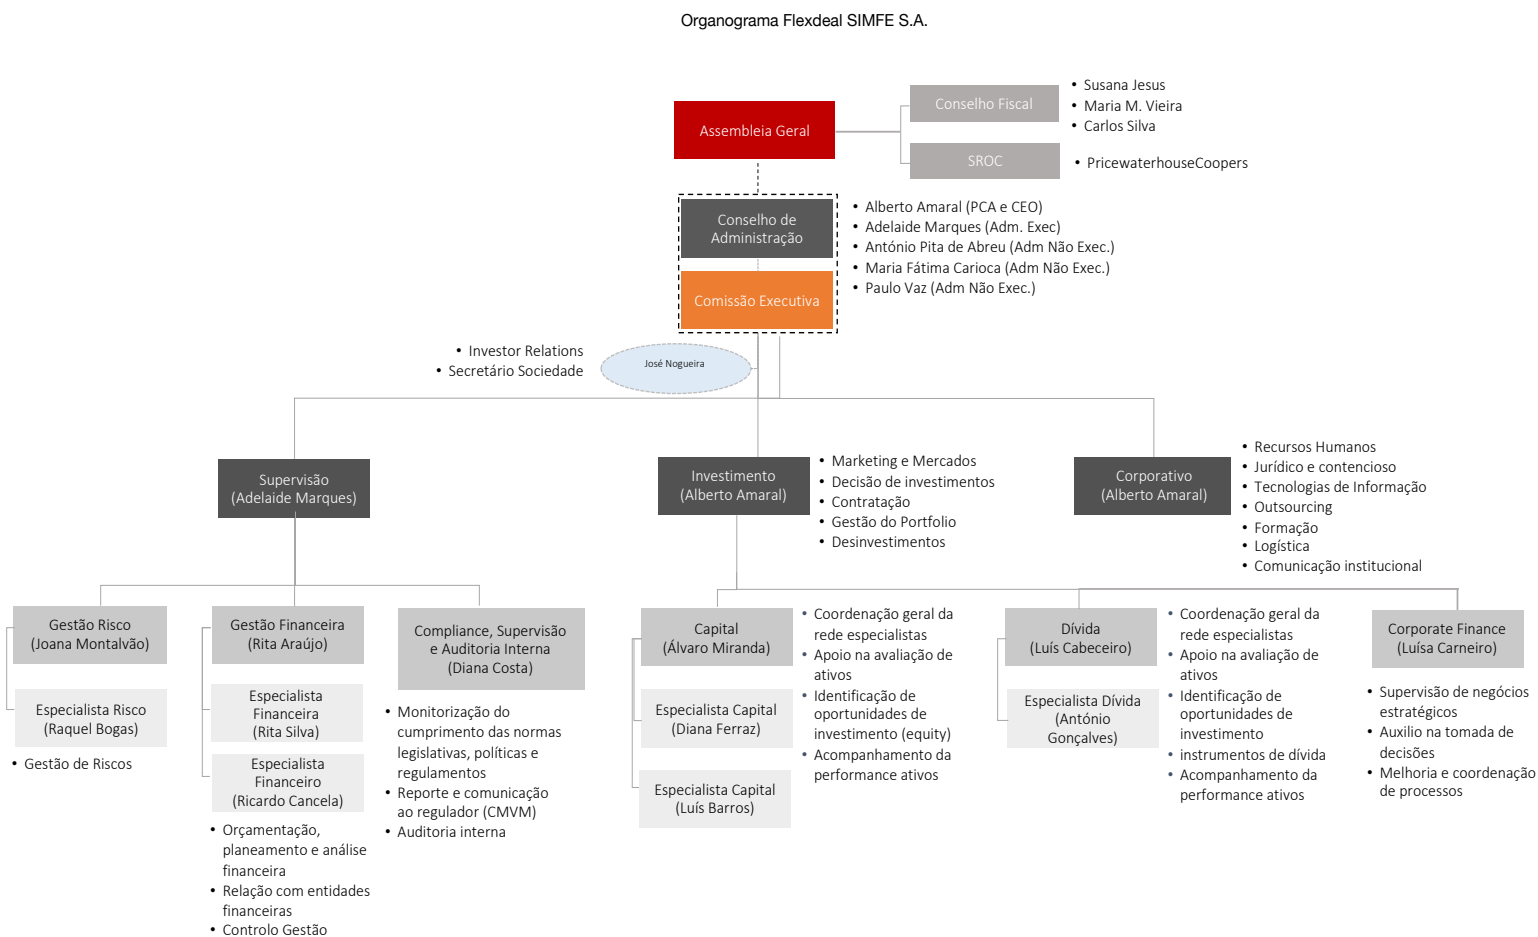 Organograma Flexdeal SIMFE S.A.
Assembleia Geral
Conselho Fiscal
• Susana Jesus
• Maria M. Vieira
• Carlos Silva
SROC
• PricewaterhouseCoopers
Conselho de
Administração
Comissão Executiva
• Alberto Amaral (PCA e CEO)
• Adelaide Marques (Adm. Exec)
• António Pita de Abreu (Adm Não Exec.)
• Maria Fátima Carioca (Adm Não Exec.)
• Paulo Vaz (Adm Não Exec.)
• Investor Relations
• Secretário Sociedade
José Nogueira
Supervisão
(Adelaide Marques)
Investimento
(Alberto Amaral)
• Marketing e Mercados
• Decisão de investimentos
• Contratação
• Gestão do Portfolio
• Desinvestimentos
Corporativo
(Alberto Amaral)
• Recursos Humanos
• Jurídico e contencioso
• Tecnologias de Informação
• Outsourcing
• Formação
• Logística
• Comunicação institucional
Gestão Risco
(Joana Montalvão)
Especialista Risco
(Raquel Bogas)
• Gestão de Riscos
Gestão Financeira
(Rita Araújo)
Especialista
Financeira
(Rita Silva)
Especialista
Financeiro
(Ricardo Cancela)
• Orçamentação,
planeamento e análise
financeira
• Relação com entidades
financeiras
• Controlo Gestão
Compliance, Supervisão
e Auditoria Interna
(Diana Costa)
• Monitorização do
cumprimento das normas
legislativas, políticas e
regulamentos
• Reporte e comunicação
ao regulador (CMVM)
• Auditoria interna
Capital
(Álvaro Miranda)
Especialista Capital
(Diana Ferraz)
Especialista Capital
(Luís Barros)
• Coordenação geral da
rede especialistas
• Apoio na avaliação de
ativos
• Identificação de
oportunidades de
investimento (equity)
• Acompanhamento da
performance ativos
Dívida
(Luís Cabeceiro)
Especialista Dívida
(António
Gonçalves)
• Coordenação geral da
rede especialistas
• Apoio na avaliação de
ativos
• Identificação de
oportunidades de
investimento
• instrumentos de dívida
• Acompanhamento da
performance ativos
Corporate Finance
(Luísa Carneiro)
• Supervisão de negócios
estratégicos
• Auxilio na tomada de
decisões
• Melhoria e coordenação
de processos